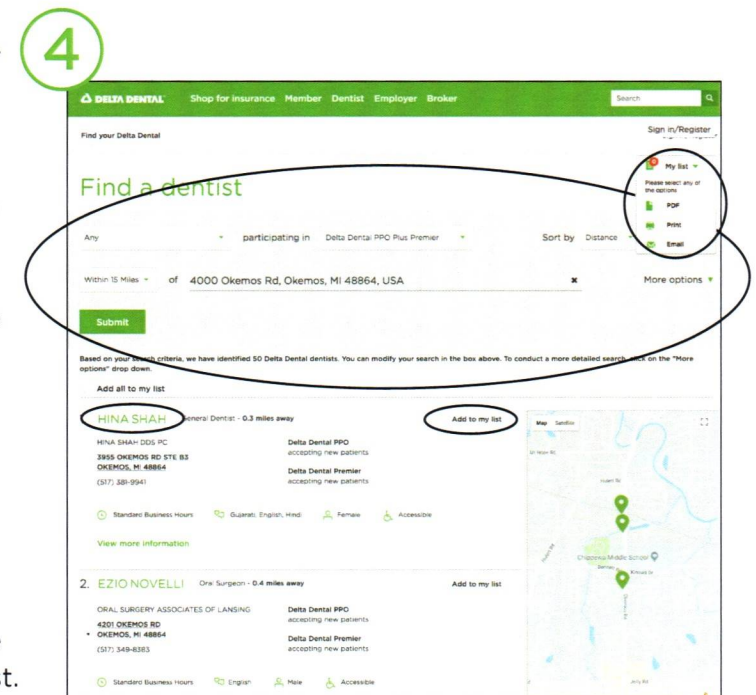 4
DELTA DENTAL Shop for insurance Member Dentist Employer Broker Search
Find your Delta Dental Sign in/Register
My list
Please select any of
the options
PDF
Print
Email
Find a dentist
Any participating in Delta Dental PPO Plus Premier Sort by Distance
Within 15 Miles of 4000 Okemos Rd, Okemos, MI 48864, USA × More options
Submit
Based on your search criteria, we have identified 50 Delta Dental dentists. You can modify your search in the box above. To conduct a more detailed search, click on the "More
options" drop down.
Add all to my list
HINA SHAH General Dentist - 0.3 miles away Add to my list
HINA SHAH DDS PC Delta Dental PPO
3955 OKEMOS RD STE B3 accepting new patients
OKEMOS, MI 48864 Delta Dental Premier
(517) 381-9941 accepting new patients
Standard Business Hours Gujarati, English, Hindi Female Accessible
View more information
2. EZIO NOVELLI Oral Surgeon - 0.4 miles away Add to my list
ORAL SURGERY ASSOCIATES OF LANSING Delta Dental PPO
4201 OKEMOS RD accepting new patients
OKEMOS, MI 48864 Delta Dental Premier
(517) 349-8383 accepting new patients
Standard Business Hours English Male Accessible
Map Satellite
Chippewa Middle School
st.